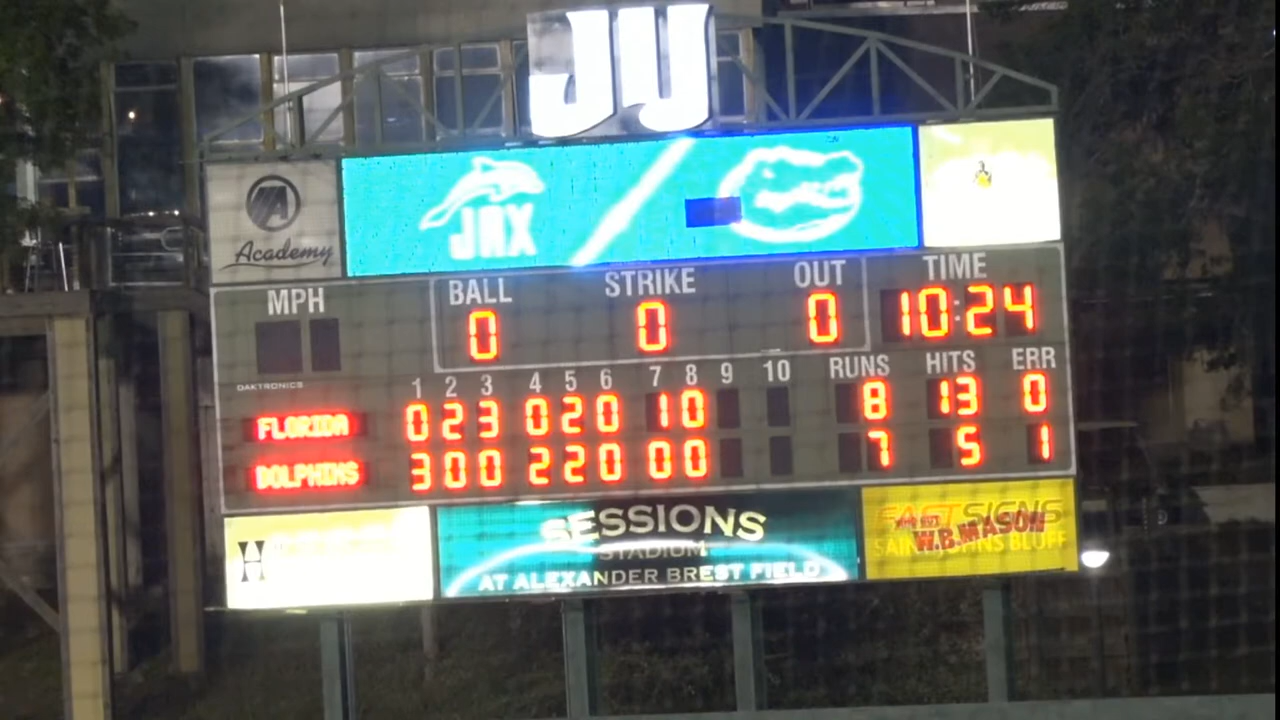 JU
Academy
JAX
MPH BALL STRIKE OUT TIME
0 0 0 10:24
DAKTRONICS
1 2 3 4 5 6 7 8 9 10 RUNS HITS ERR
FLORIDA 0 2 3 0 2 0 1 0 8 13 0
DOLPHINS 3 0 0 2 2 0 0 0 7 5 1
SESSIONS
STADIUM
AT ALEXANDER BREST FIELD
FASTSIGNS
W.B.MASON